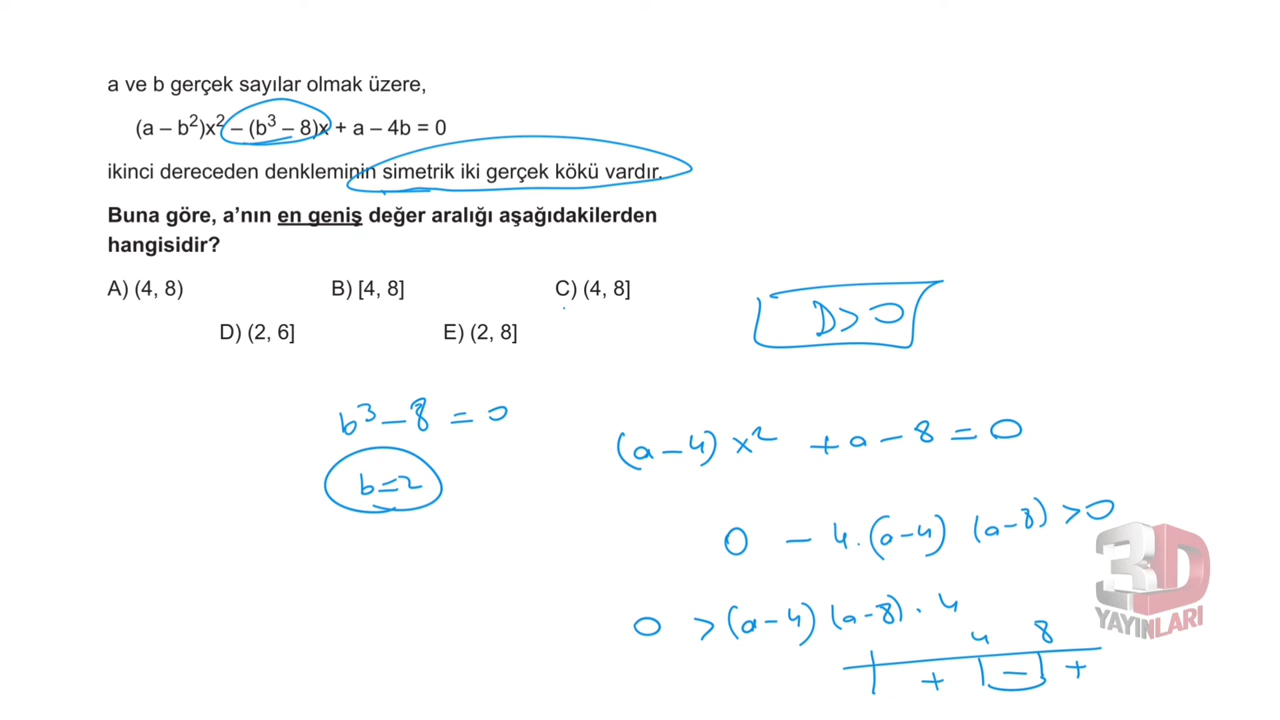 a ve b gerçek sayılar olmak üzere,
(a – b²)x² – (b³ – 8)x + a – 4b = 0
ikinci dereceden denkleminin simetrik iki gerçek kökü vardır.
Buna göre, a’nın en geniş değer aralığı aşağıdakilerden
hangisidir?
A) (4, 8) B) [4, 8] C) (4, 8]
D) (2, 6] E) (2, 8]
D > 0
b³ – 8 = 0
b = 2
(a – 4) x² + a – 8 = 0
0 – 4 . (a – 4) (a – 8) > 0
0 > (a – 4) (a – 8) . 4
4 8
+ – +
3D
YAYINLARI